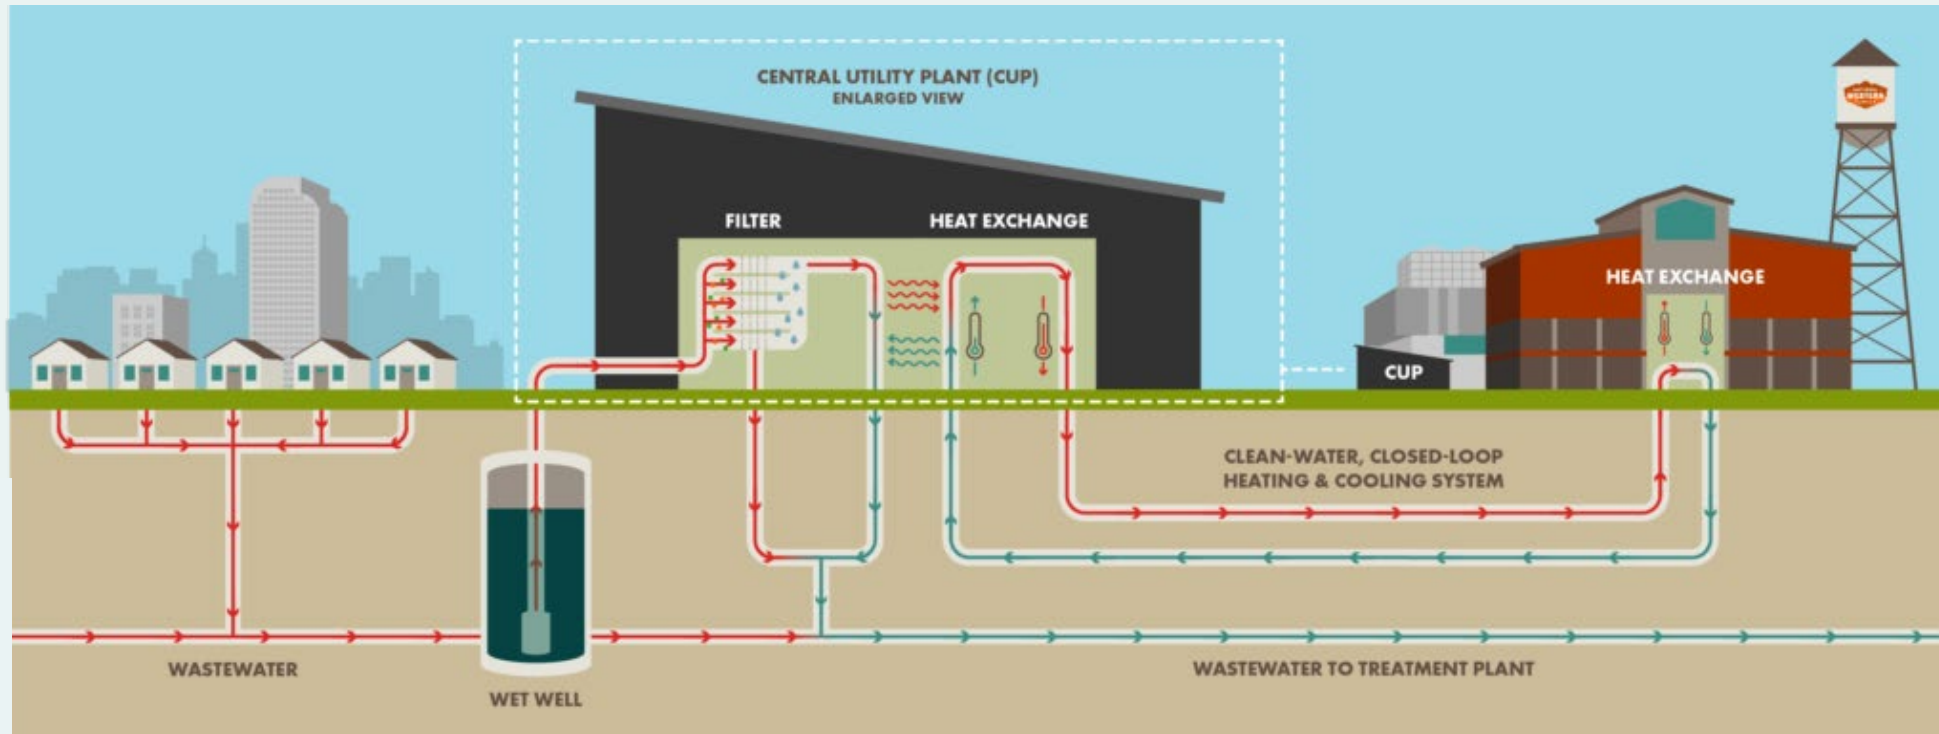 CENTRAL UTILITY PLANT (CUP)
ENLARGED VIEW
FILTER
HEAT EXCHANGE
HEAT EXCHANGE
CUP
CLEAN-WATER, CLOSED-LOOP
HEATING & COOLING SYSTEM
WASTEWATER
WET WELL
WASTEWATER TO TREATMENT PLANT
WESTERN